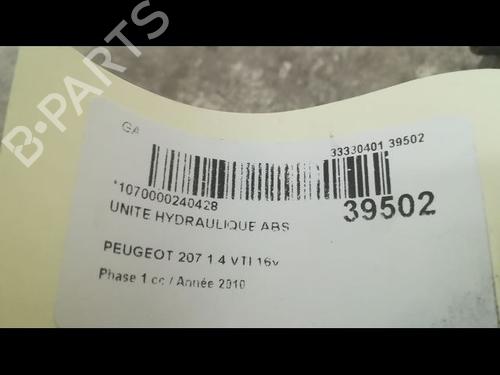 B-PARTS
GA
33330401 39502
*1070000240428
39502
UNITE HYDRAULIQUE ABS
PEUGEOT 207 1.4 VTI 16v
Phase 1 cc / Année 2010